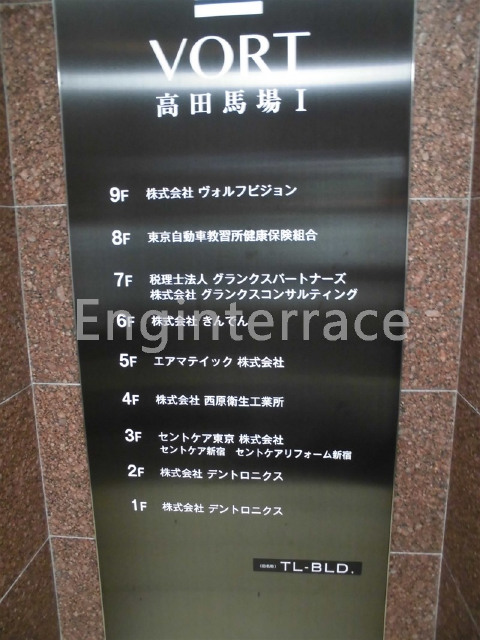 VORT
高田馬場 I
9F 株式会社 ヴォルフビジョン
8F 東京自動車教習所健康保険組合
7F 税理士法人 グランクスパートナーズ
株式会社 グランクスコンサルティング
Enginterrace
6F 株式会社 きんでん
5F エアマテイック 株式会社
4F 株式会社 西原衛生工業所
3F セントケア東京 株式会社
セントケア新宿 セントケアリフォーム新宿
2F 株式会社 デントロニクス
1F 株式会社 デントロニクス
TL-BLD.